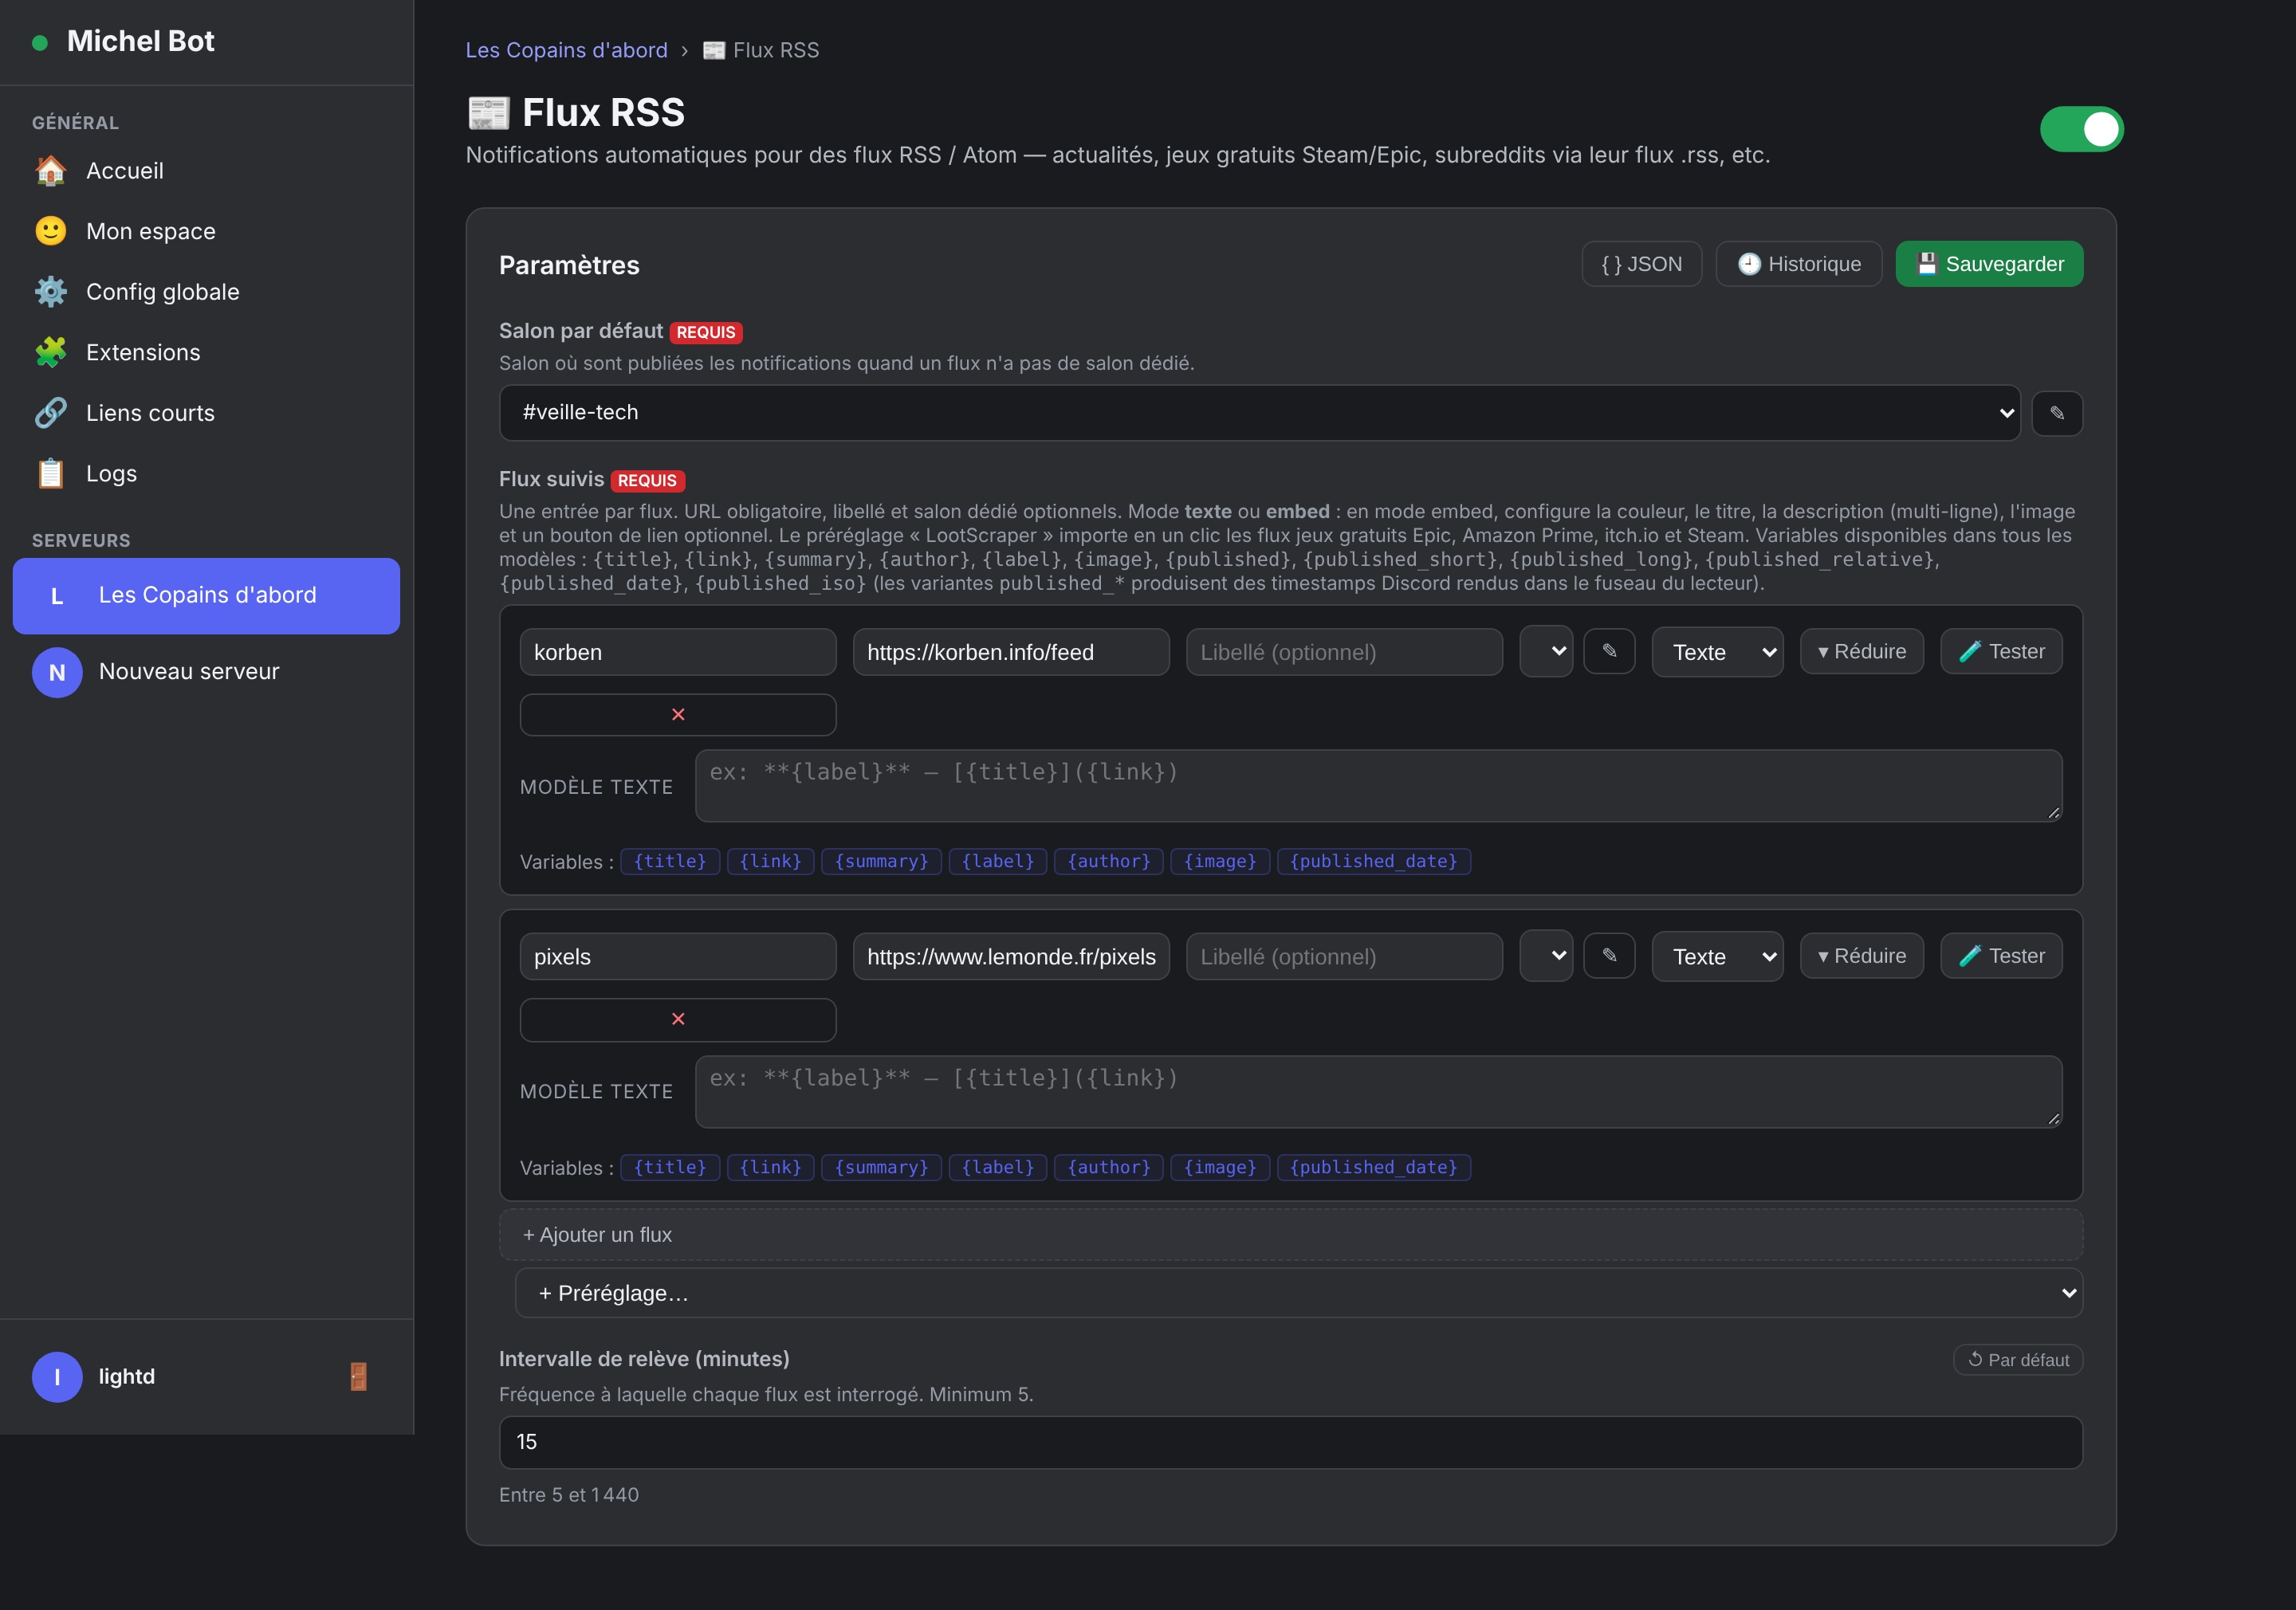 Michel Bot
GÉNÉRAL
🏠 Accueil
🙂 Mon espace
⚙️ Config globale
🧩 Extensions
🔗 Liens courts
📋 Logs
SERVEURS
L Les Copains d'abord
N Nouveau serveur
l lightd
Les Copains d'abord › 📰 Flux RSS
📰 Flux RSS
Notifications automatiques pour des flux RSS / Atom — actualités, jeux gratuits Steam/Epic, subreddits via leur flux .rss, etc.
Paramètres
{ } JSON
🕘 Historique
💾 Sauvegarder
Salon par défaut REQUIS
Salon où sont publiées les notifications quand un flux n'a pas de salon dédié.
#veille-tech
✎
Flux suivis REQUIS
Une entrée par flux. URL obligatoire, libellé et salon dédié optionnels. Mode texte ou embed : en mode embed, configure la couleur, le titre, la description (multi-ligne), l'image
et un bouton de lien optionnel. Le préréglage « LootScraper » importe en un clic les flux jeux gratuits Epic, Amazon Prime, itch.io et Steam. Variables disponibles dans tous les
modèles : {title}, {link}, {summary}, {author}, {label}, {image}, {published}, {published_short}, {published_long}, {published_relative},
{published_date}, {published_iso} (les variantes published_* produisent des timestamps Discord rendus dans le fuseau du lecteur).
korben https://korben.info/feed Libellé (optionnel) ✎ Texte ▾ Réduire 🧪 Tester
✕
MODÈLE TEXTE ex: **{label}** — [{title}]({link})
Variables : {title} {link} {summary} {label} {author} {image} {published_date}
pixels https://www.lemonde.fr/pixels Libellé (optionnel) ✎ Texte ▾ Réduire 🧪 Tester
✕
MODÈLE TEXTE ex: **{label}** — [{title}]({link})
Variables : {title} {link} {summary} {label} {author} {image} {published_date}
+ Ajouter un flux
+ Préréglage…
Intervalle de relève (minutes)
↺ Par défaut
Fréquence à laquelle chaque flux est interrogé. Minimum 5.
15
Entre 5 et 1 440